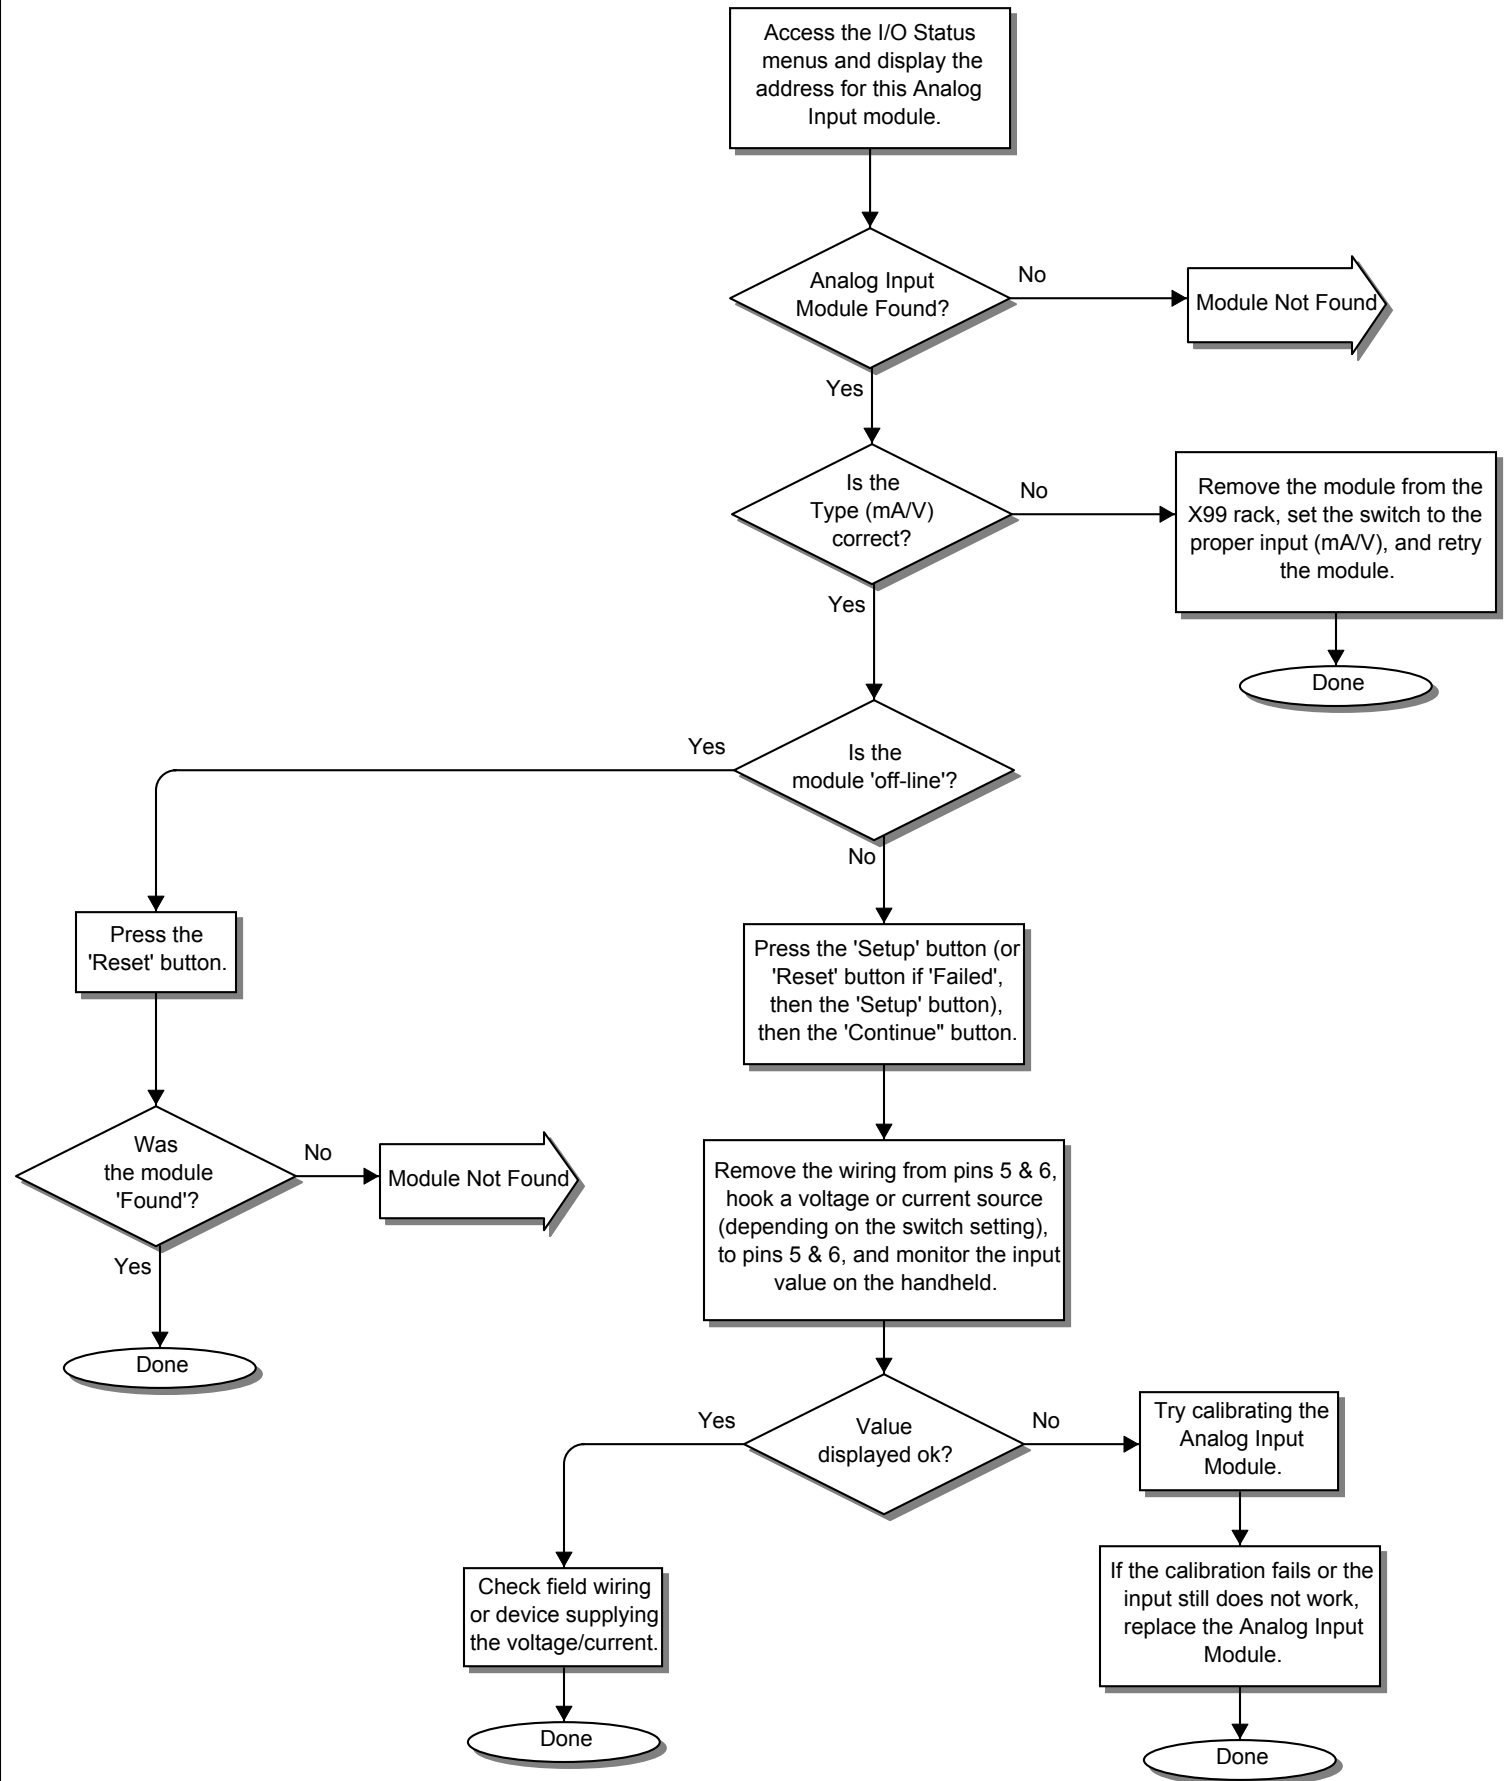 Access the I/O Status
menus and display the
address for this Analog
Input module.
Analog Input
Module Found?
No
Module Not Found
Yes
Is the
Type (mA/V)
correct?
No
Remove the module from the
X99 rack, set the switch to the
proper input (mA/V), and retry
the module.
Yes
Done
Is the
module 'off-line'?
Yes
No
Press the
'Reset' button.
Press the 'Setup' button (or
'Reset' button if 'Failed',
then the 'Setup' button),
then the 'Continue" button.
Was
the module
'Found'?
No
Module Not Found
Yes
Done
Remove the wiring from pins 5 & 6,
hook a voltage or current source
(depending on the switch setting),
to pins 5 & 6, and monitor the input
value on the handheld.
Value
displayed ok?
Yes
No
Try calibrating the
Analog Input
Module.
Check field wiring
or device supplying
the voltage/current.
If the calibration fails or the
input still does not work,
replace the Analog Input
Module.
Done
Done